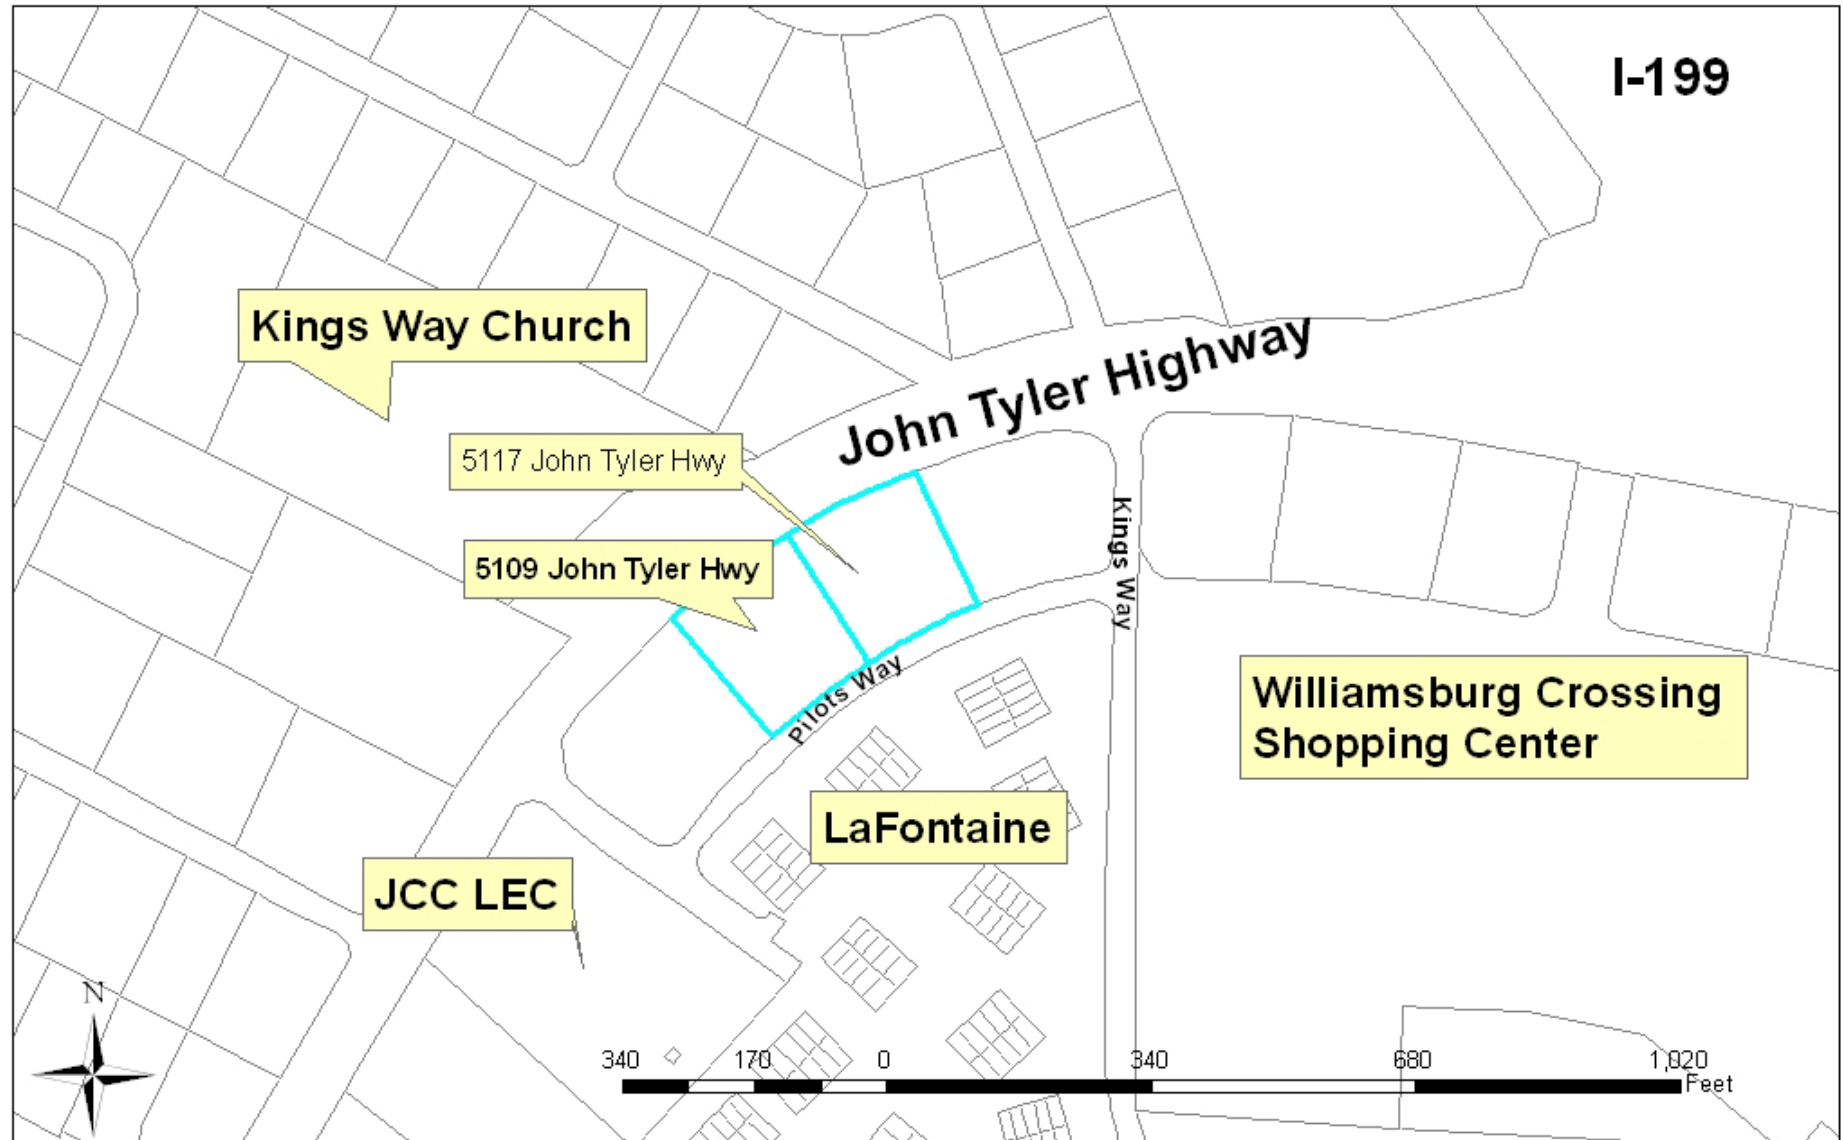 I-199
Kings Way Church
John Tyler Highway
5117 John Tyler Hwy
5109 John Tyler Hwy
Kings Way
Pilots Way
Williamsburg Crossing
Shopping Center
LaFontaine
JCC LEC
N
340 170 0 340 680 1,020
Feet